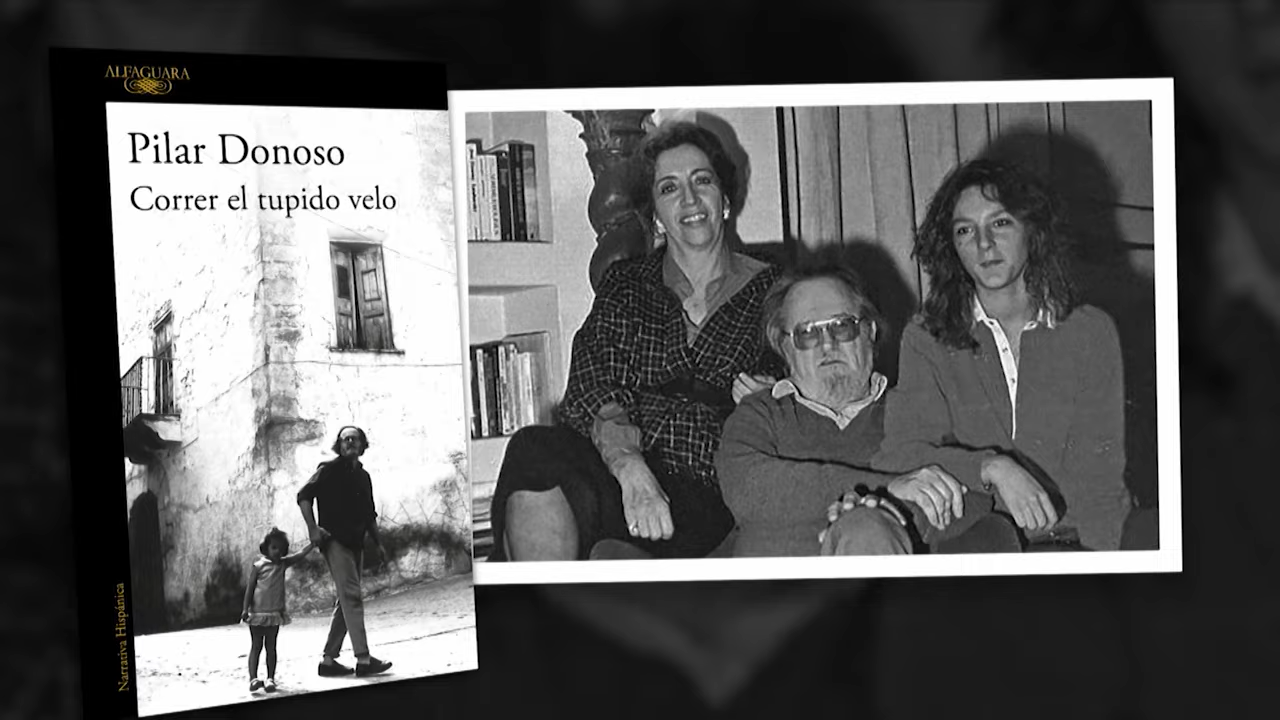 ALFAGUARA
Pilar Donoso
Correr el tupido velo
Narrativa Hispánica